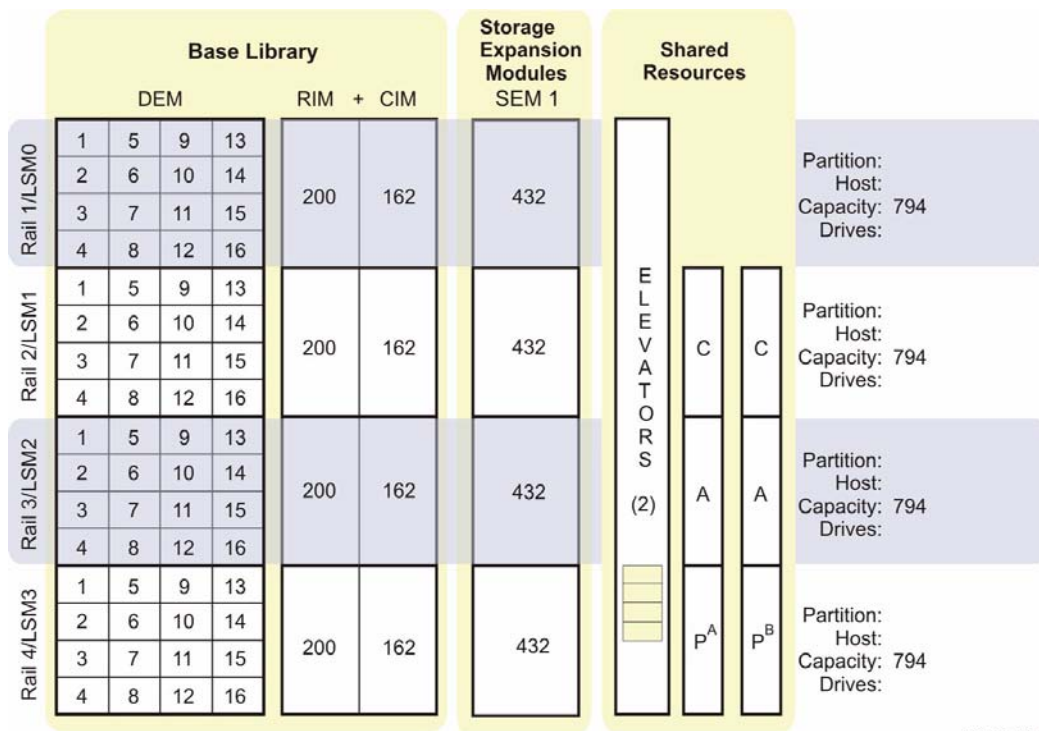 Base Library
Storage
Expansion
Modules
Shared
Resources
DEM
RIM + CIM
SEM 1
Rail 1/LSM0
1 5 9 13
2 6 10 14
3 7 11 15
4 8 12 16
200 162
432
Partition:
Host:
Capacity: 794
Drives:
Rail 2/LSM1
1 5 9 13
2 6 10 14
3 7 11 15
4 8 12 16
200 162
432
ELEVATORS
(2)
C C
Partition:
Host:
Capacity: 794
Drives:
Rail 3/LSM2
1 5 9 13
2 6 10 14
3 7 11 15
4 8 12 16
200 162
432
A A
Partition:
Host:
Capacity: 794
Drives:
Rail 4/LSM3
1 5 9 13
2 6 10 14
3 7 11 15
4 8 12 16
200 162
432
P^A P^B
Partition:
Host:
Capacity: 794
Drives: